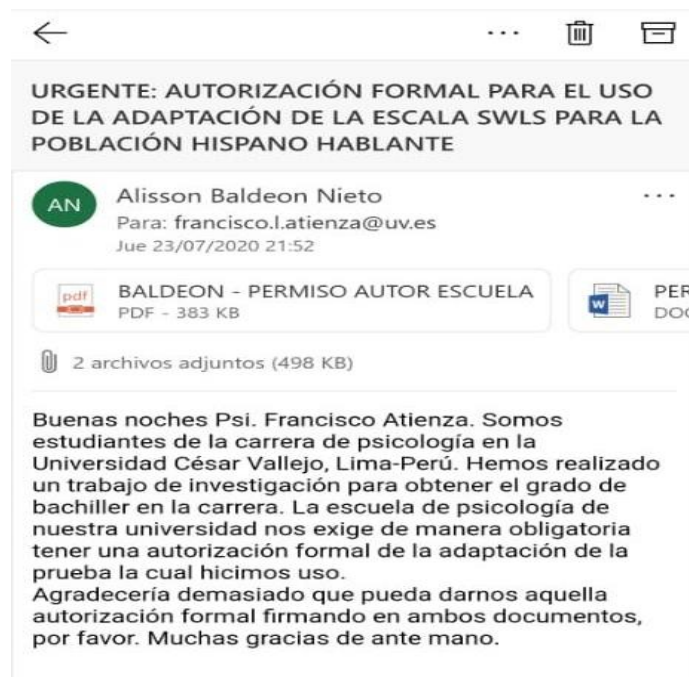 URGENTE: AUTORIZACIÓN FORMAL PARA EL USO
DE LA ADAPTACIÓN DE LA ESCALA SWLS PARA LA
POBLACIÓN HISPANO HABLANTE
AN
Alisson Baldeon Nieto
Para: francisco.l.atienza@uv.es
Jue 23/07/2020 21:52
pdf
BALDEON - PERMISO AUTOR ESCUELA
PDF - 383 KB
W
PER
DOC
2 archivos adjuntos (498 KB)
Buenas noches Psi. Francisco Atienza. Somos
estudiantes de la carrera de psicología en la
Universidad César Vallejo, Lima-Perú. Hemos realizado
un trabajo de investigación para obtener el grado de
bachiller en la carrera. La escuela de psicología de
nuestra universidad nos exige de manera obligatoria
tener una autorización formal de la adaptación de la
prueba la cual hicimos uso.
Agradecería demasiado que pueda darnos aquella
autorización formal firmando en ambos documentos,
por favor. Muchas gracias de ante mano.